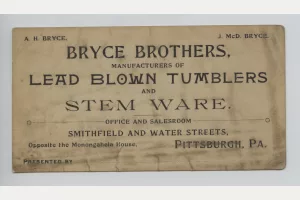 A. H. BRYCE. J. McD. BRYCE.
BRYCE BROTHERS,
MANUFACTURERS OF
LEAD BLOWN TUMBLERS
AND
STEM WARE.
OFFICE AND SALESROOM
SMITHFIELD AND WATER STREETS,
Opposite the Monongahela House, PITTSBURGH, PA.
PRESENTED BY